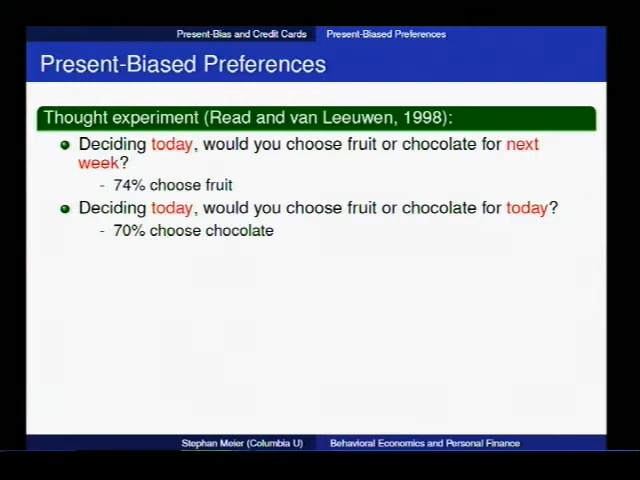 Present-Bias and Credit Cards Present-Biased Preferences
Present-Biased Preferences
Thought experiment (Read and van Leeuwen, 1998):
Deciding today, would you choose fruit or chocolate for next
week?
- 74% choose fruit
Deciding today, would you choose fruit or chocolate for today?
- 70% choose chocolate
Stephan Meier (Columbia U) Behavioral Economics and Personal Finance